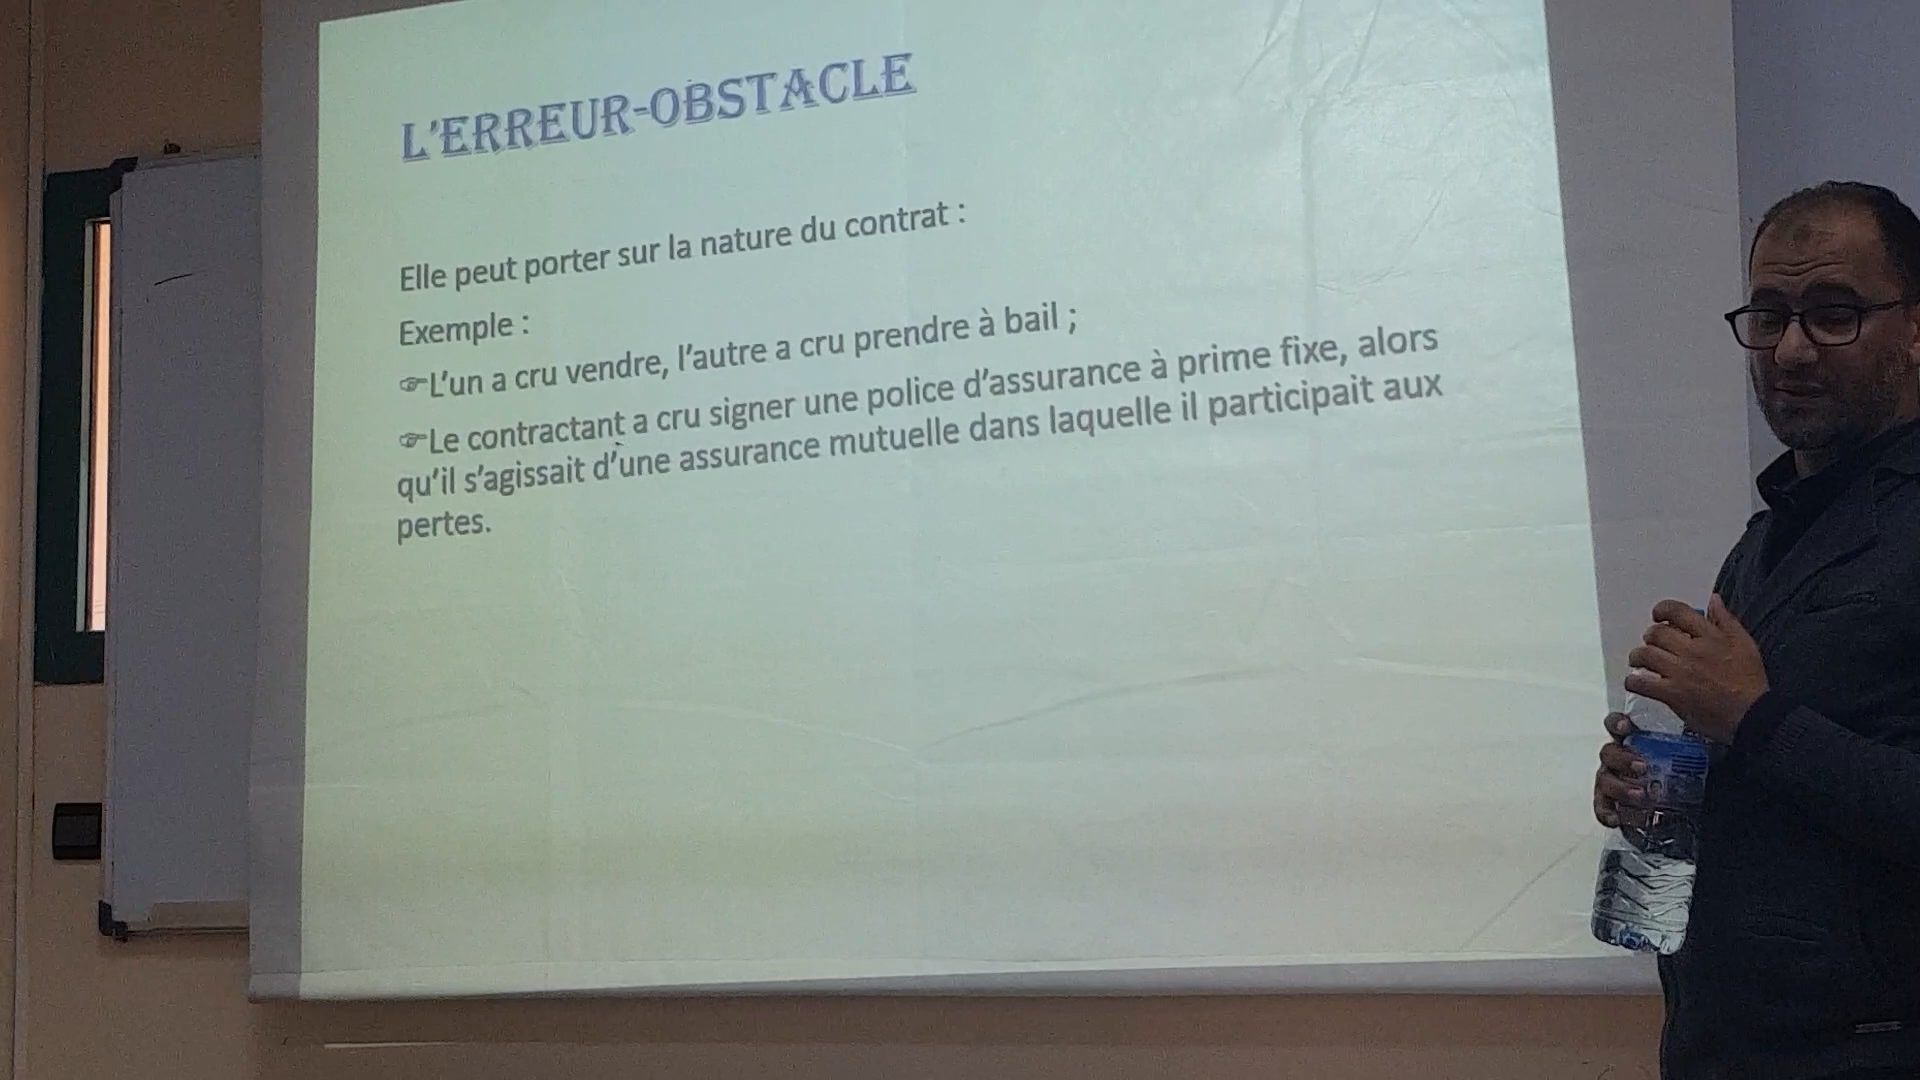 L'ERREUR-OBSTACLE
Elle peut porter sur la nature du contrat :
Exemple :
☞L'un a cru vendre, l'autre a cru prendre à bail ;
☞Le contractant a cru signer une police d'assurance à prime fixe, alors
qu'il s'agissait d'une assurance mutuelle dans laquelle il participait aux
pertes.